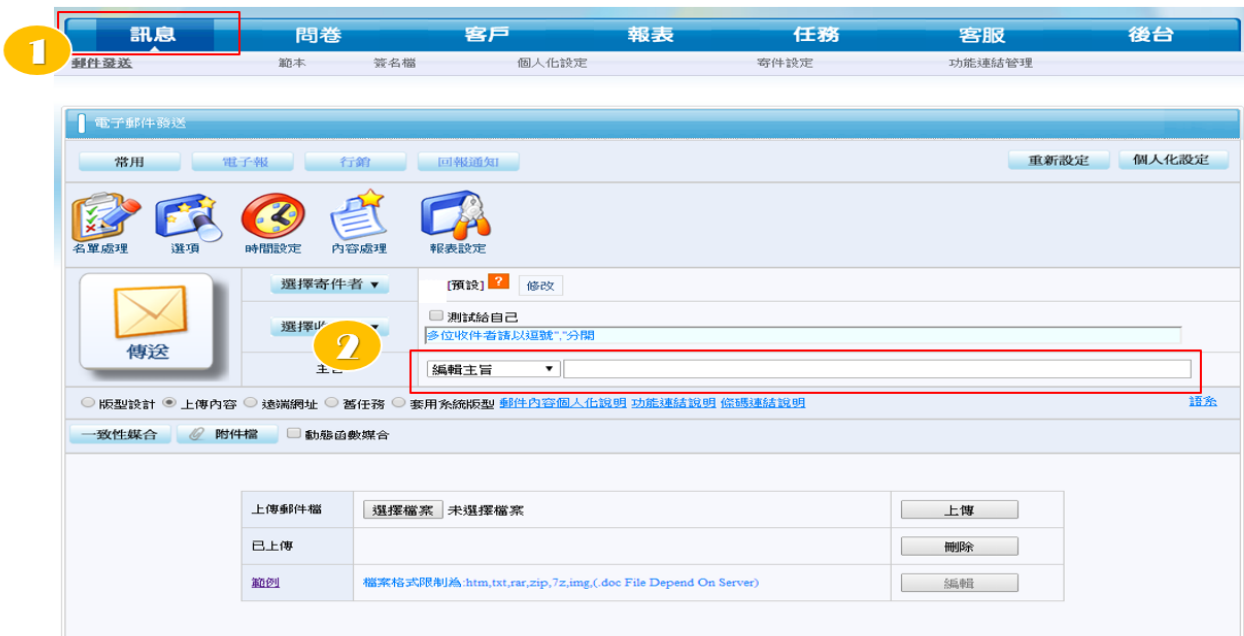 1 訊息 問卷 客戶 報表 任務 客服 後台
郵件發送 範本 簽名檔 個人化設定 寄件設定 功能連結管理
電子郵件發送
常用 電子報 行銷 回報通知 重新設定 個人化設定
名單處理 選項 時間設定 內容處理 報表設定
選擇寄件者 ▼ [預設] ? 修改
測試給自己
選擇收 ▼ 多位收件者請以逗號","分開
2
傳送
主旨 編輯主旨 ▼
版型設計 上傳內容 遠端網址 舊任務 套用系統版型 郵件內容個人化說明 功能連結說明 條碼連結說明 語系
一致性媒合 附件檔 動態函數媒合
上傳郵件檔 選擇檔案 未選擇檔案 上傳
已上傳 刪除
範例 檔案格式限制為:htm,txt,rar,zip,7z,img,(.doc File Depend On Server) 編輯